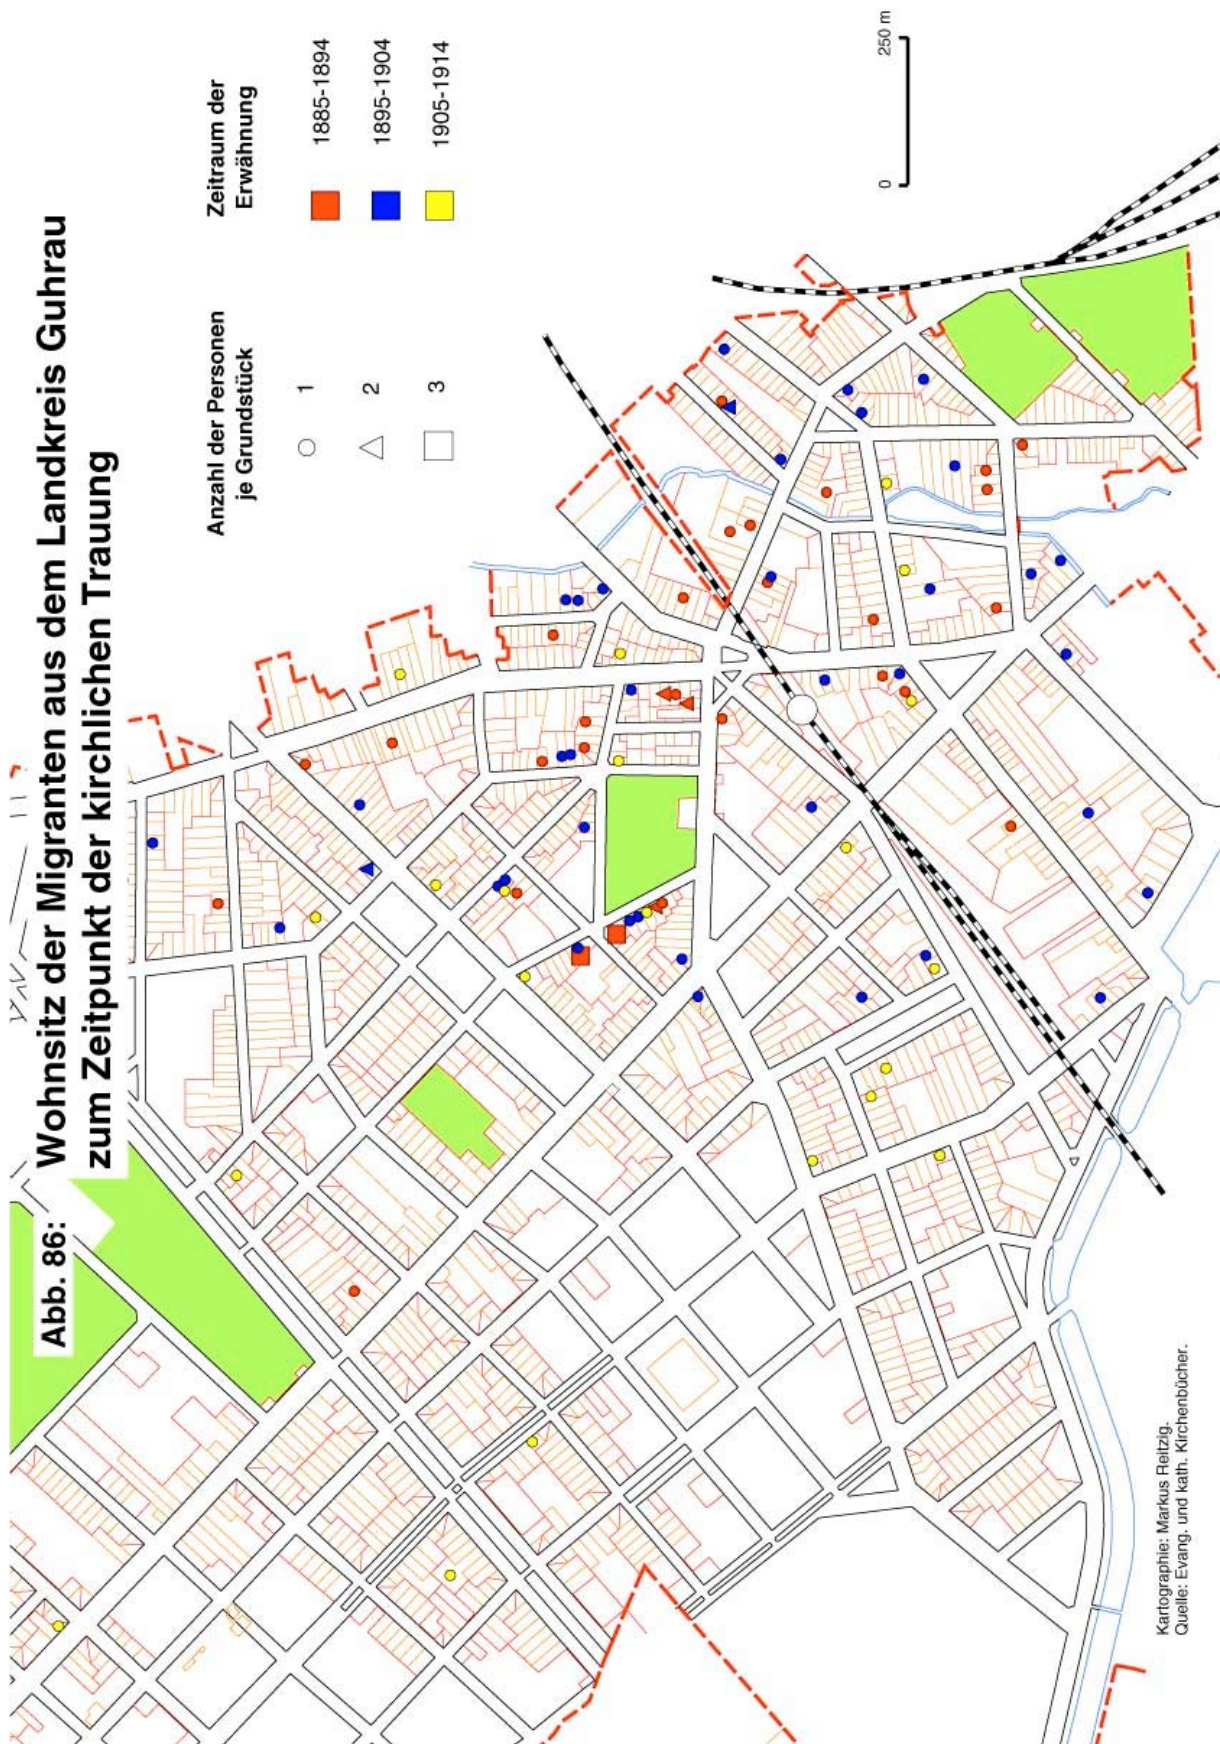 Abb. 86: Wohnsitz der Migranten aus dem Landkreis Guhrau
zum Zeitpunkt der kirchlichen Trauung
Anzahl der Personen
je Grundstück
1
2
3
Zeitraum der
Erwähnung
1885-1894
1895-1904
1905-1914
0 250 m
Kartographie: Markus Reitzig.
Quelle: Evang. und kath. Kirchenbücher.